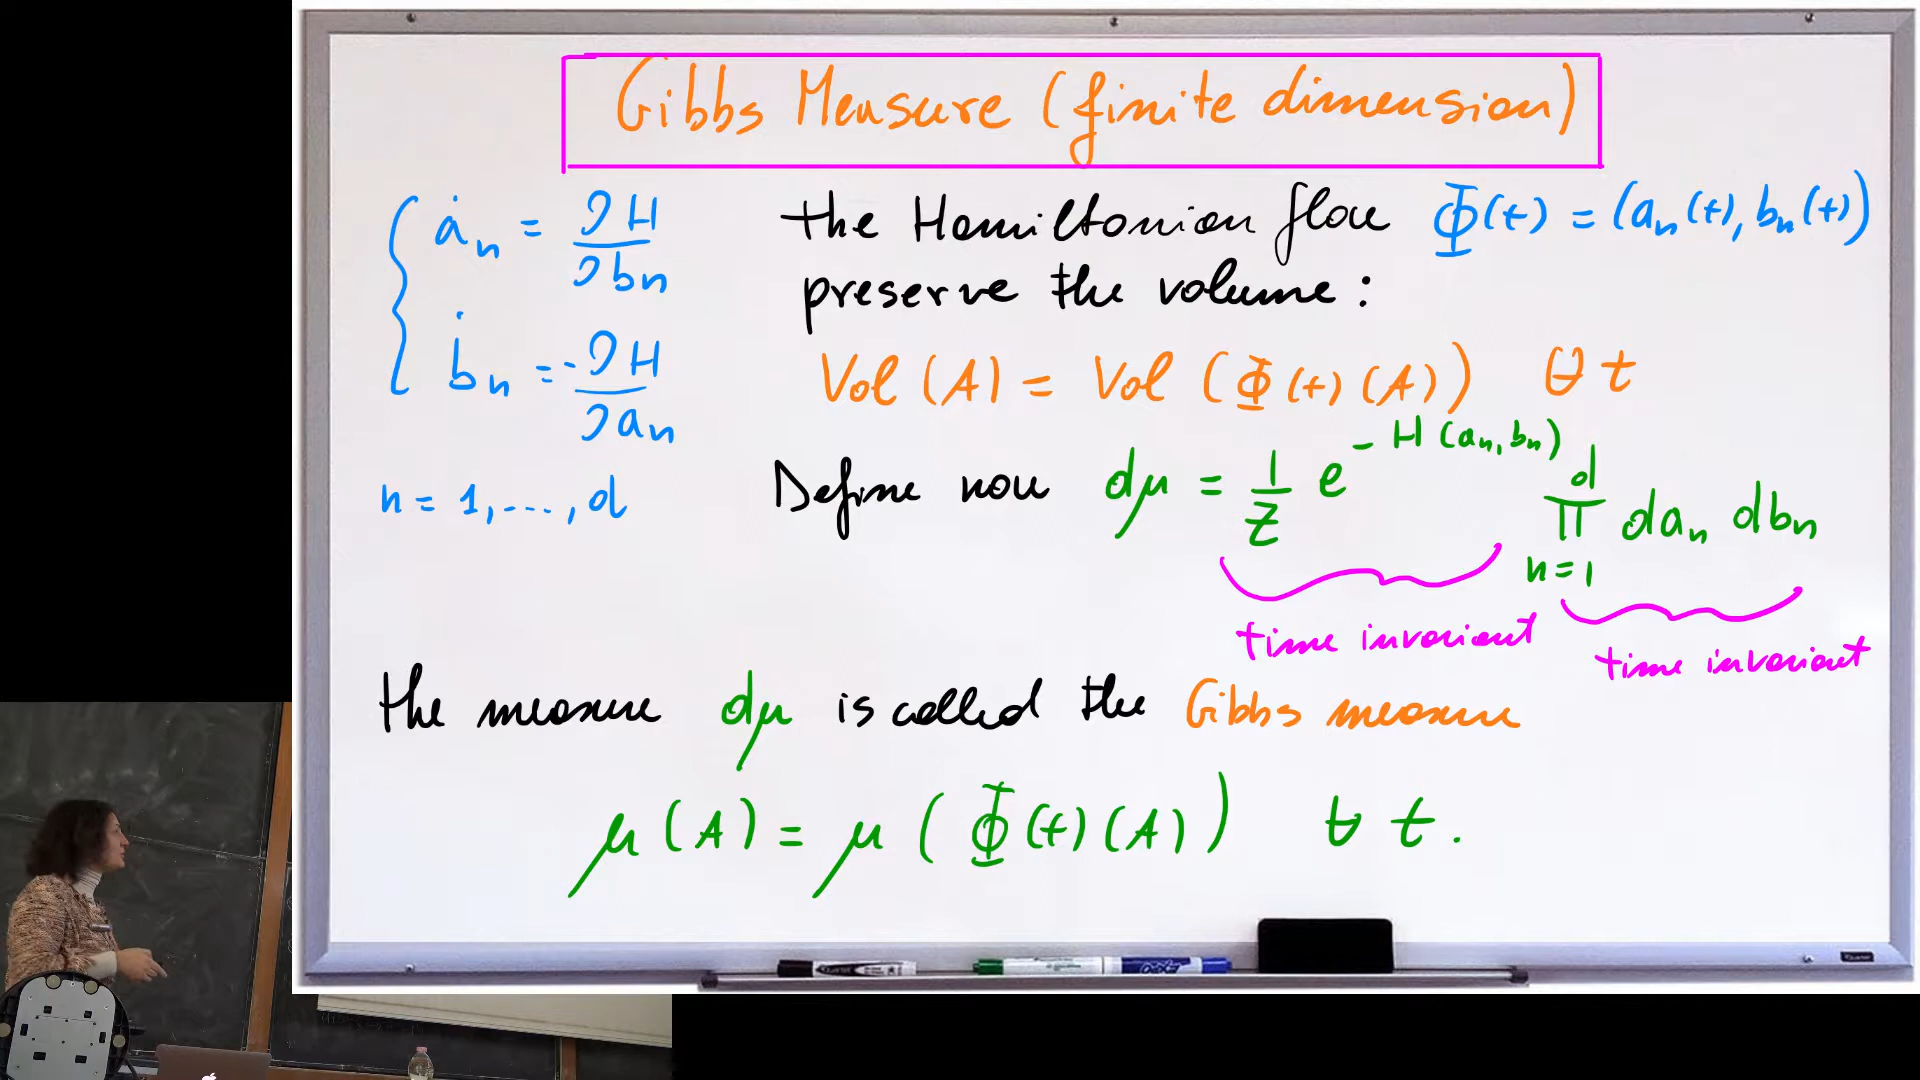 Gibbs Measure (finite dimension)
ȧₙ = ∂H/∂bₙ
ḃₙ = -∂H/∂aₙ
n = 1, ..., d
the Hamiltonian flow Φ(t) = (aₙ(t), bₙ(t))
preserve the volume:
Vol (A) = Vol (Φ(t)(A)) ∀ t
Define now dμ = 1/Z e^{-H(aₙ, bₙ)} ∏_{n=1}^{d} daₙ dbₙ
time invariant
time invariant
the measure dμ is called the Gibbs measure
μ(A) = μ(Φ(t)(A)) ∀ t.